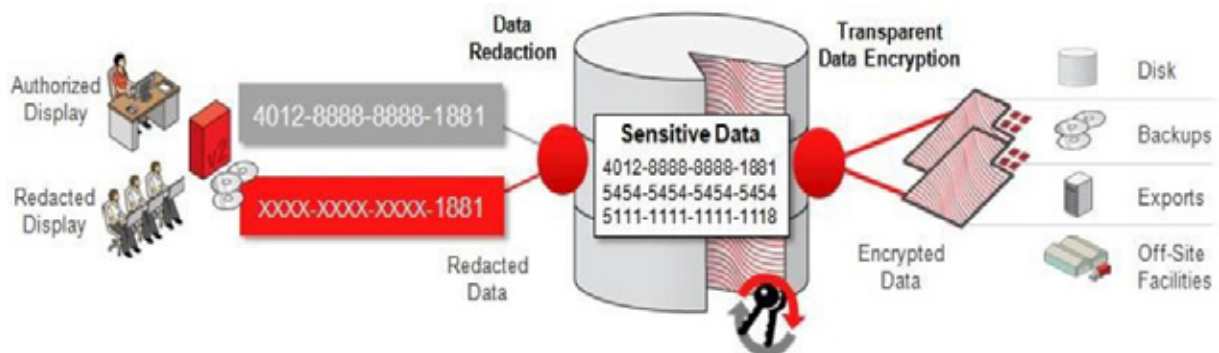 Data
Redaction
Transparent
Data Encryption
Authorized
Display
4012-8888-8888-1881
v2
Redacted
Display
xxxx-xxxx-xxxx-1881
Redacted
Data
Sensitive Data
4012-8888-8888-1881
5454-5454-5454-5454
5111-1111-1111-1118
Encrypted
Data
Disk
Backups
Exports
Off-Site
Facilities